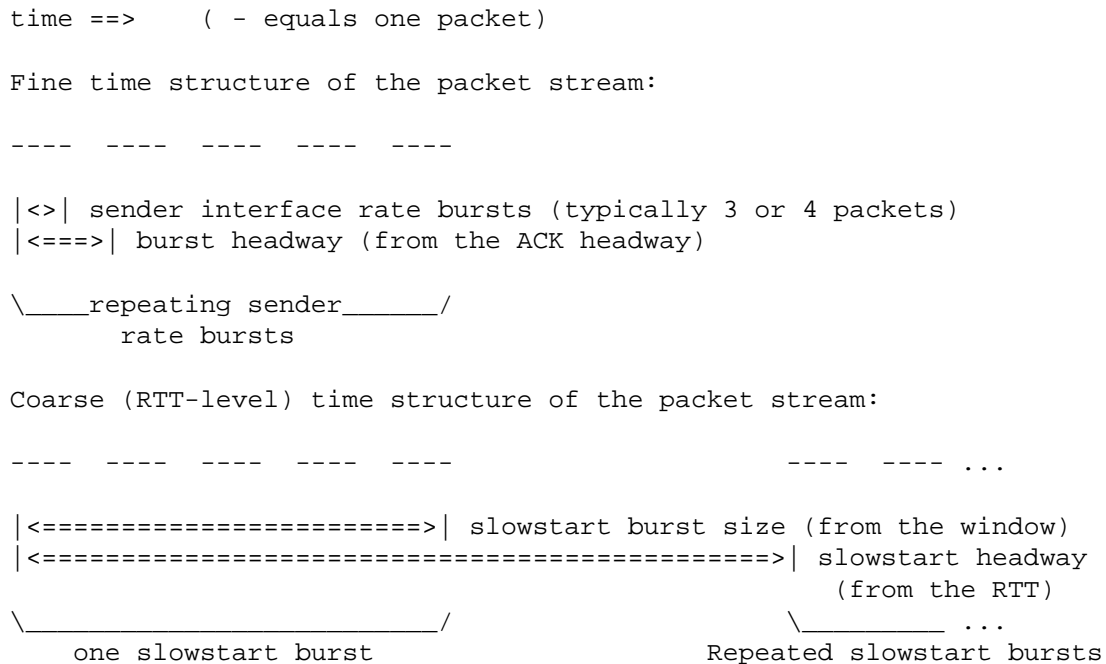 time ==>    ( - equals one packet)

Fine time structure of the packet stream:

----  ----  ----  ----  ----

|<>| sender interface rate bursts (typically 3 or 4 packets)
|<===>| burst headway (from the ACK headway)

\____repeating sender______/
       rate bursts

Coarse (RTT-level) time structure of the packet stream:

----  ----  ----  ----  ----                     ----  ---- ...

|<========================>| slowstart burst size (from the window)
|<==============================================>| slowstart headway
                                                    (from the RTT)
\__________________________/                     \_________ ...
    one slowstart burst                     Repeated slowstart bursts